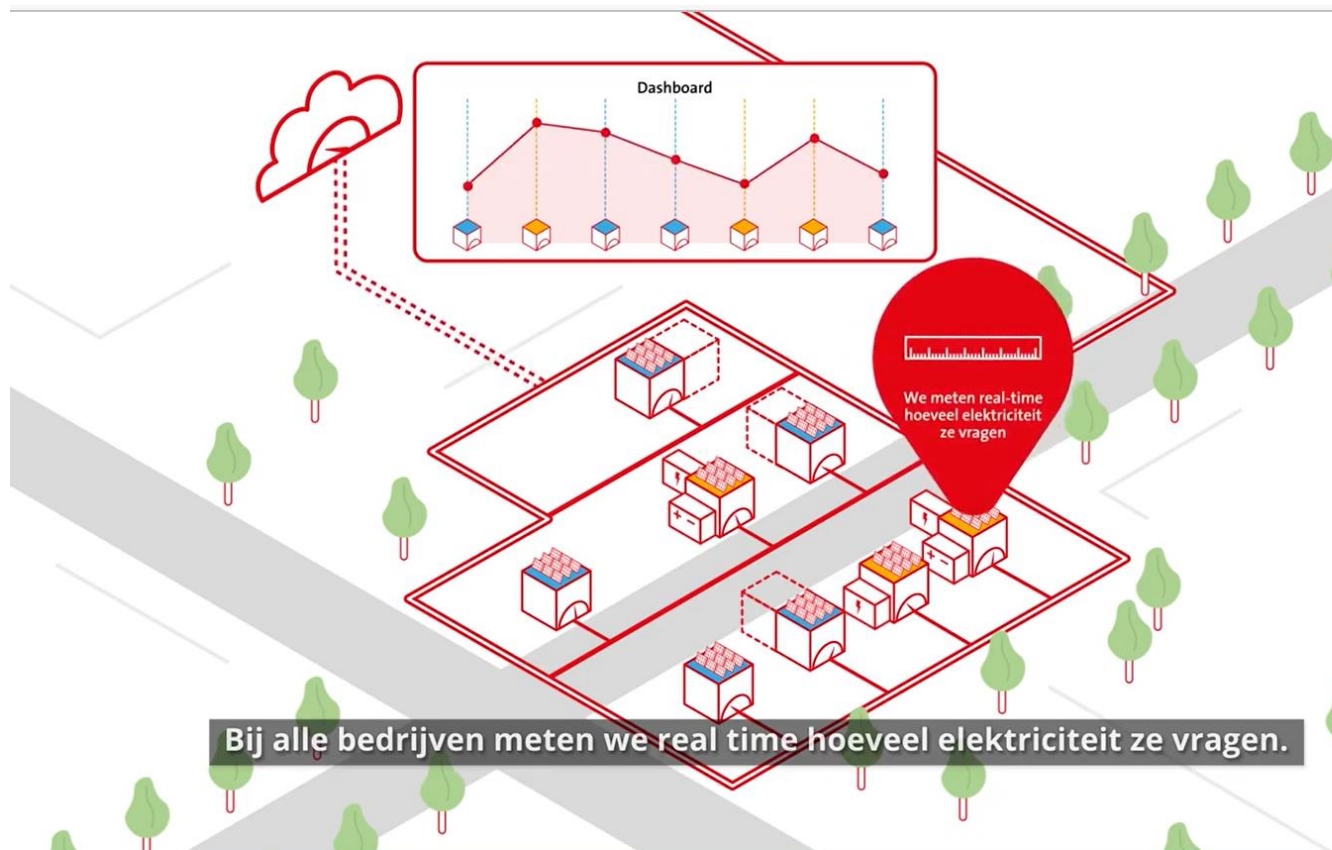 Dashboard
We meten real-time
hoeveel elektriciteit
ze vragen
+ -
+ -
Bij alle bedrijven meten we real time hoeveel elektriciteit ze vragen.